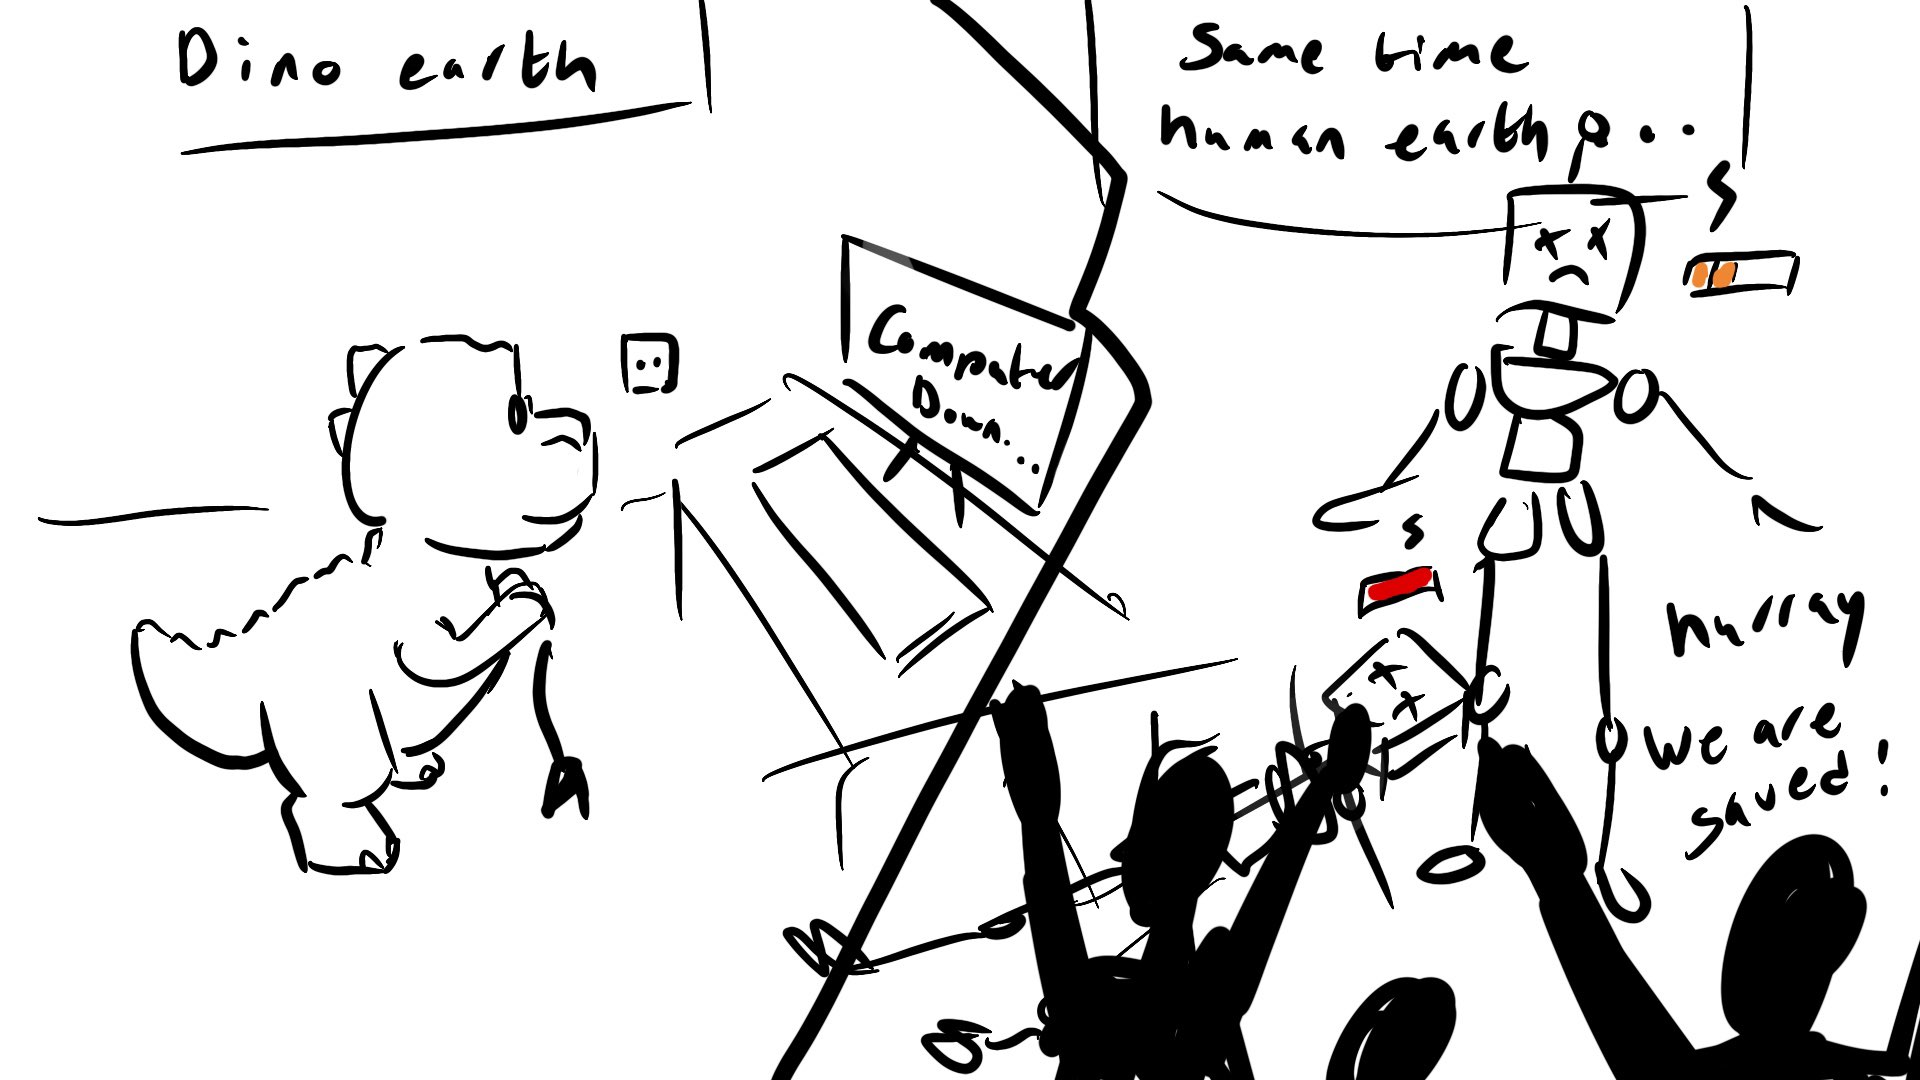 Dino earth
Computer
Down...
Same time
human earth...
hurray
we are
saved!